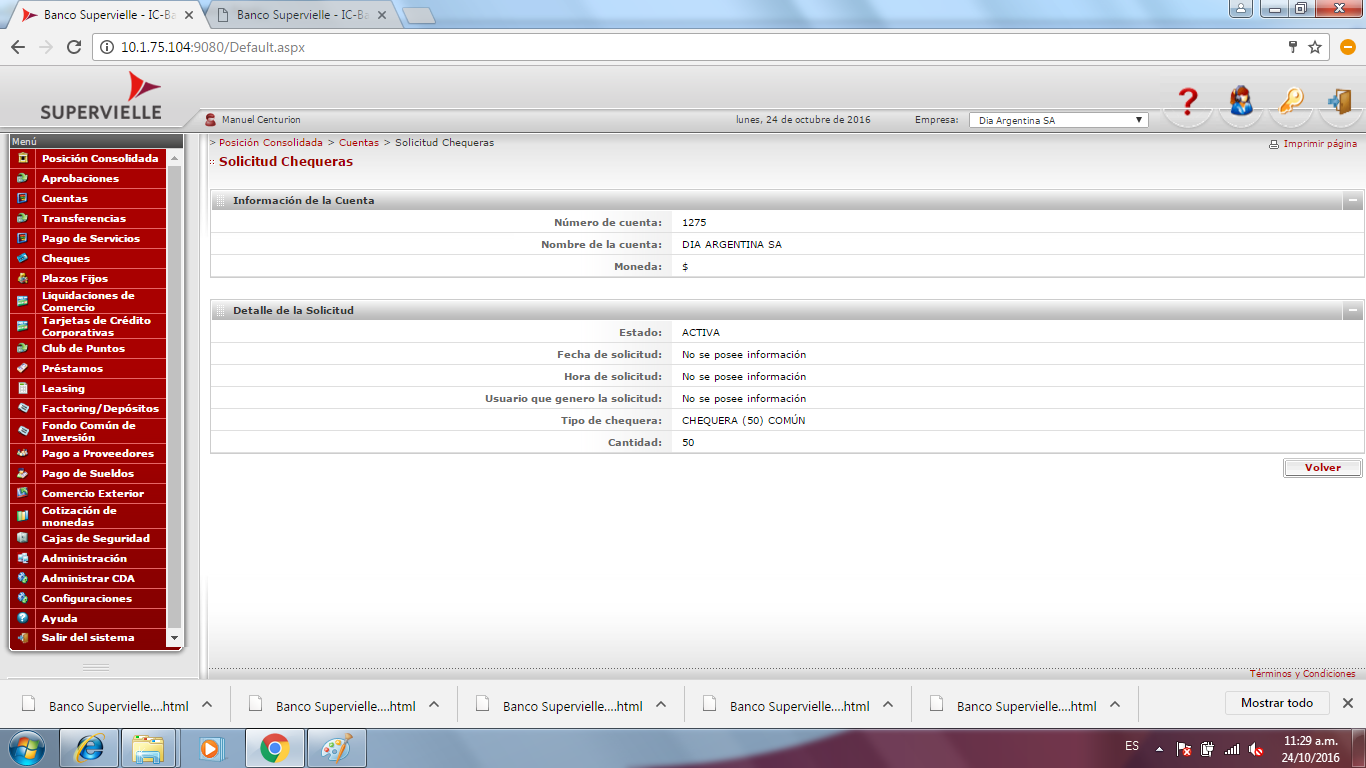 Banco Supervielle - IC-Ba
Banco Supervielle - IC-Ba
10.1.75.104:9080/Default.aspx
SUPERVIELLE
Manuel Centurion
lunes, 24 de octubre de 2016
Empresa:
Dia Argentina SA
Menú
Posición Consolidada
Aprobaciones
Cuentas
Transferencias
Pago de Servicios
Cheques
Plazos Fijos
Liquidaciones de
Comercio
Tarjetas de Crédito
Corporativas
Club de Puntos
Préstamos
Leasing
Factoring/Depósitos
Fondo Común de
Inversión
Pago a Proveedores
Pago de Sueldos
Comercio Exterior
Cotización de
monedas
Cajas de Seguridad
Administración
Administrar CDA
Configuraciones
Ayuda
Salir del sistema
> Posición Consolidada > Cuentas > Solicitud Chequeras
Imprimir página
Solicitud Chequeras
Información de la Cuenta
Número de cuenta: 1275
Nombre de la cuenta: DIA ARGENTINA SA
Moneda: $
Detalle de la Solicitud
Estado: ACTIVA
Fecha de solicitud: No se posee información
Hora de solicitud: No se posee información
Usuario que genero la solicitud: No se posee información
Tipo de chequera: CHEQUERA (50) COMÚN
Cantidad: 50
Volver
Términos y Condiciones
Banco Supervielle-....html
Banco Supervielle-....html
Banco Supervielle-....html
Banco Supervielle-....html
Banco Supervielle-....html
Mostrar todo
ES
11:29 a.m.
24/10/2016